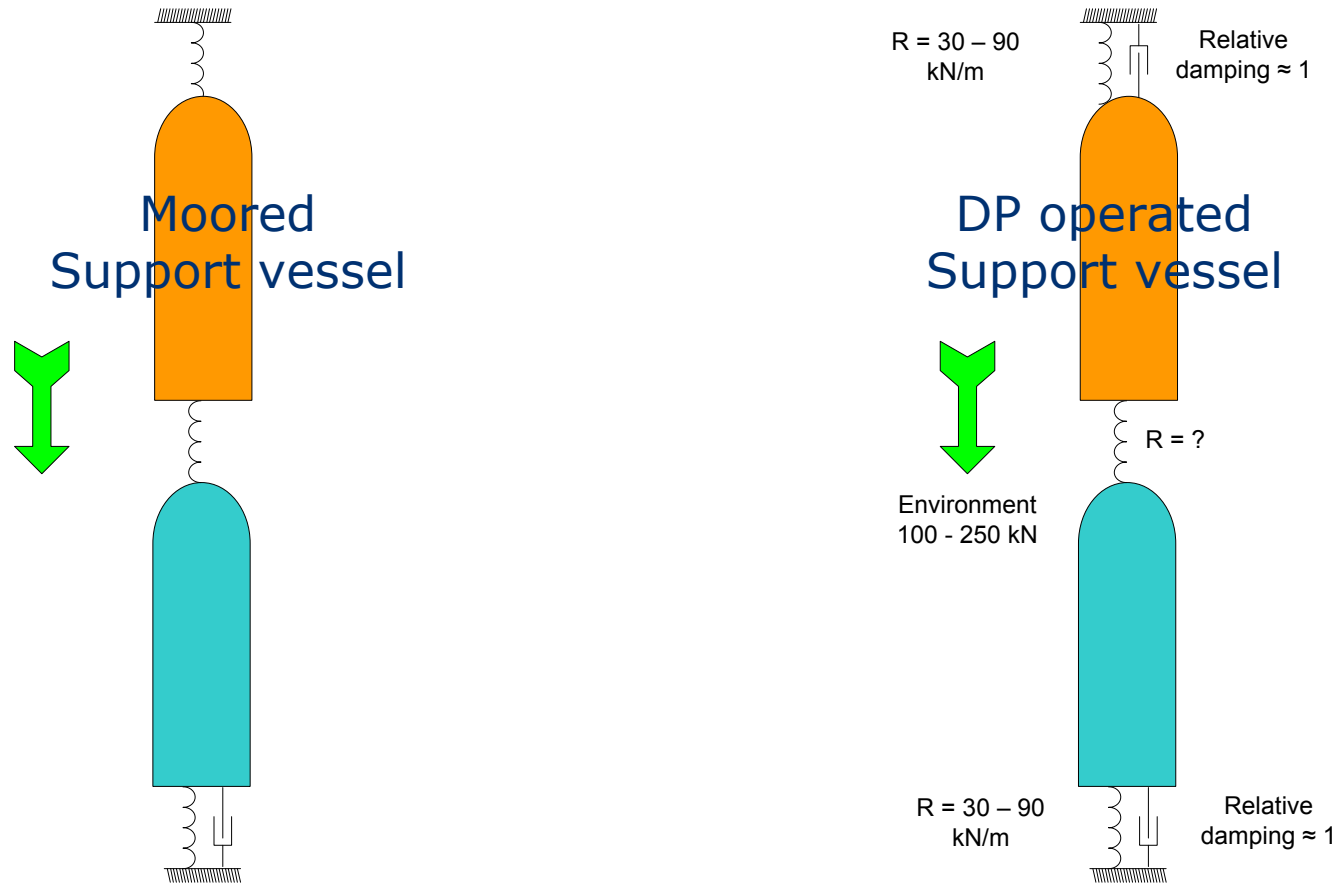 Moored
Support vessel
R = 30 – 90
kN/m
Relative
damping ≈ 1
DP operated
Support vessel
R = ?
Environment
100 - 250 kN
R = 30 – 90
kN/m
Relative
damping ≈ 1